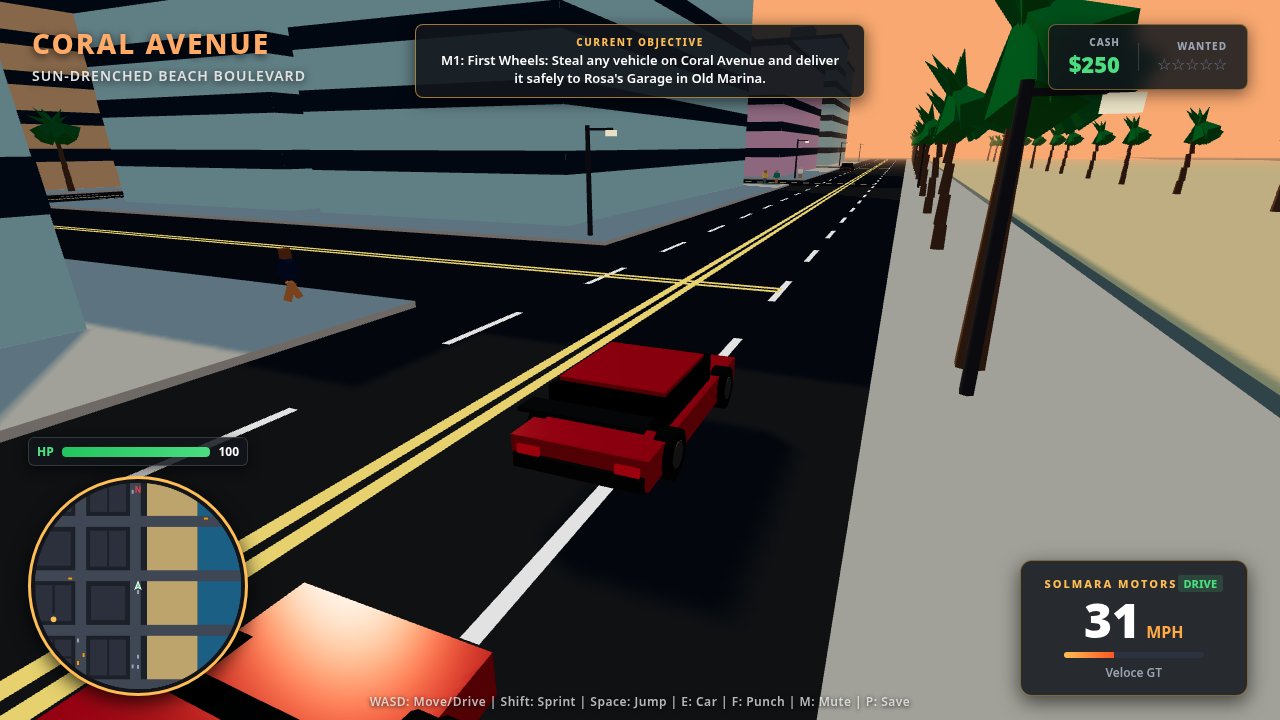 CORAL AVENUE
SUN-DRENCHED BEACH BOULEVARD
CURRENT OBJECTIVE
M1: First Wheels: Steal any vehicle on Coral Avenue and deliver
it safely to Rosa's Garage in Old Marina.
CASH
$250
WANTED
☆☆☆☆☆
HP
100
N
SOLMARA MOTORS
DRIVE
31 MPH
Veloce GT
WASD: Move/Drive | Shift: Sprint | Space: Jump | E: Car | F: Punch | M: Mute | P: Save